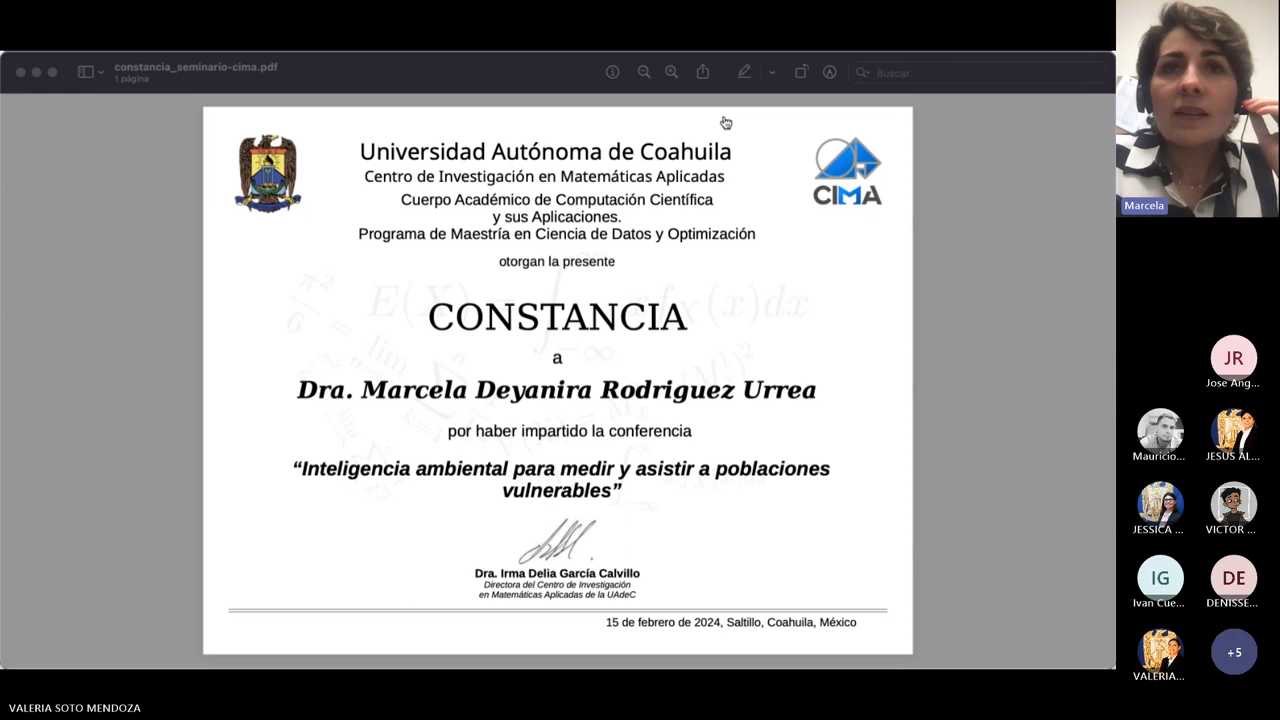 constancia_seminario-cima.pdf
1 página
Buscar
Universidad Autónoma de Coahuila
Centro de Investigación en Matemáticas Aplicadas
Cuerpo Académico de Computación Científica
y sus Aplicaciones.
Programa de Maestría en Ciencia de Datos y Optimización
CIMA
otorgan la presente
CONSTANCIA
a
Dra. Marcela Deyanira Rodriguez Urrea
por haber impartido la conferencia
“Inteligencia ambiental para medir y asistir a poblaciones
vulnerables”
Dra. Irma Delia García Calvillo
Directora del Centro de Investigación
en Matemáticas Aplicadas de la UAdeC
15 de febrero de 2024, Saltillo, Coahuila, México
Marcela
JR
Jose Ang...
Mauricio...
JESUS AL...
JESSICA ...
VICTOR ...
IG
Ivan Cue...
DE
DENISSE...
VALERIA...
+5
VALERIA SOTO MENDOZA